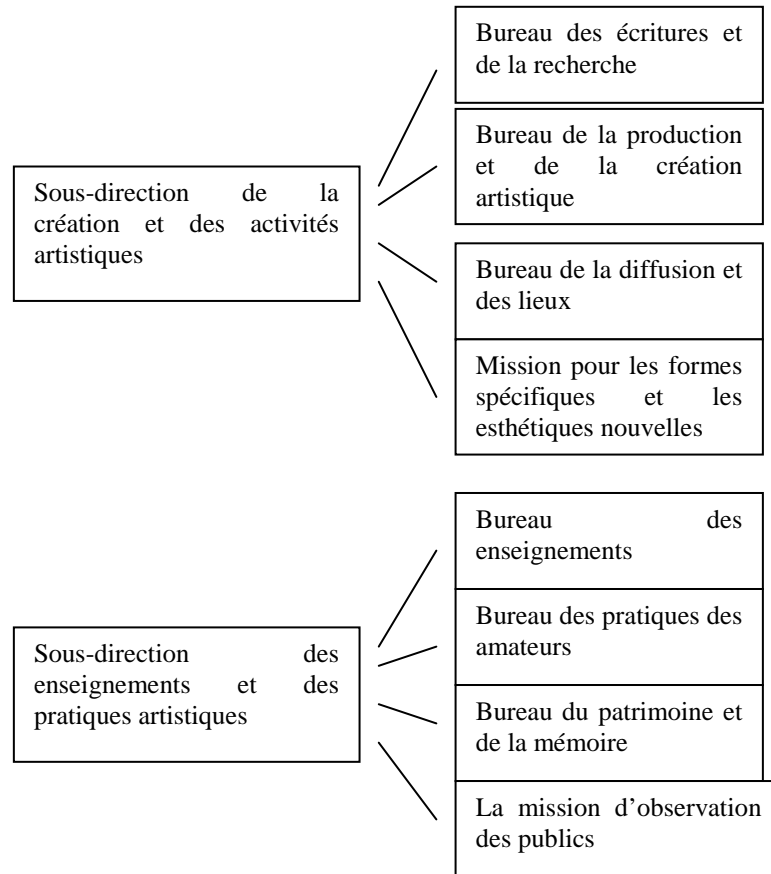 Sous-direction de la
création et des activités
artistiques
Bureau des écritures et
de la recherche
Bureau de la production
et de la création
artistique
Bureau de la diffusion et
des lieux
Mission pour les formes
spécifiques et les
esthétiques nouvelles
Sous-direction des
enseignements et des
pratiques artistiques
Bureau des
enseignements
Bureau des pratiques des
amateurs
Bureau du patrimoine et
de la mémoire
La mission d’observation
des publics